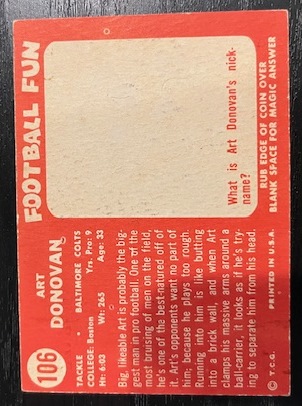 106
ART
DONOVAN
TACKLE • BALTIMORE COLTS
COLLEGE: Boston Yrs. Pro: 9
Ht: 6:03 Wt: 265 Age: 33
Big, likeable Art is probably the big-
gest man in pro football. One of the
most bruising of men on the field,
he's one of the best-natured off of
it. Art's opponents want no part of
him; because he plays too rough.
Running into him is like butting
into a brick wall, and when Art
clamps his massive arms around a
ball-carrier, it looks as if he's try-
ing to separate him from his head.
© T.C.G. PRINTED IN U.S.A.
FOOTBALL FUN
What is Art Donovan's nick-
name?
RUB EDGE OF COIN OVER
BLANK SPACE FOR MAGIC ANSWER